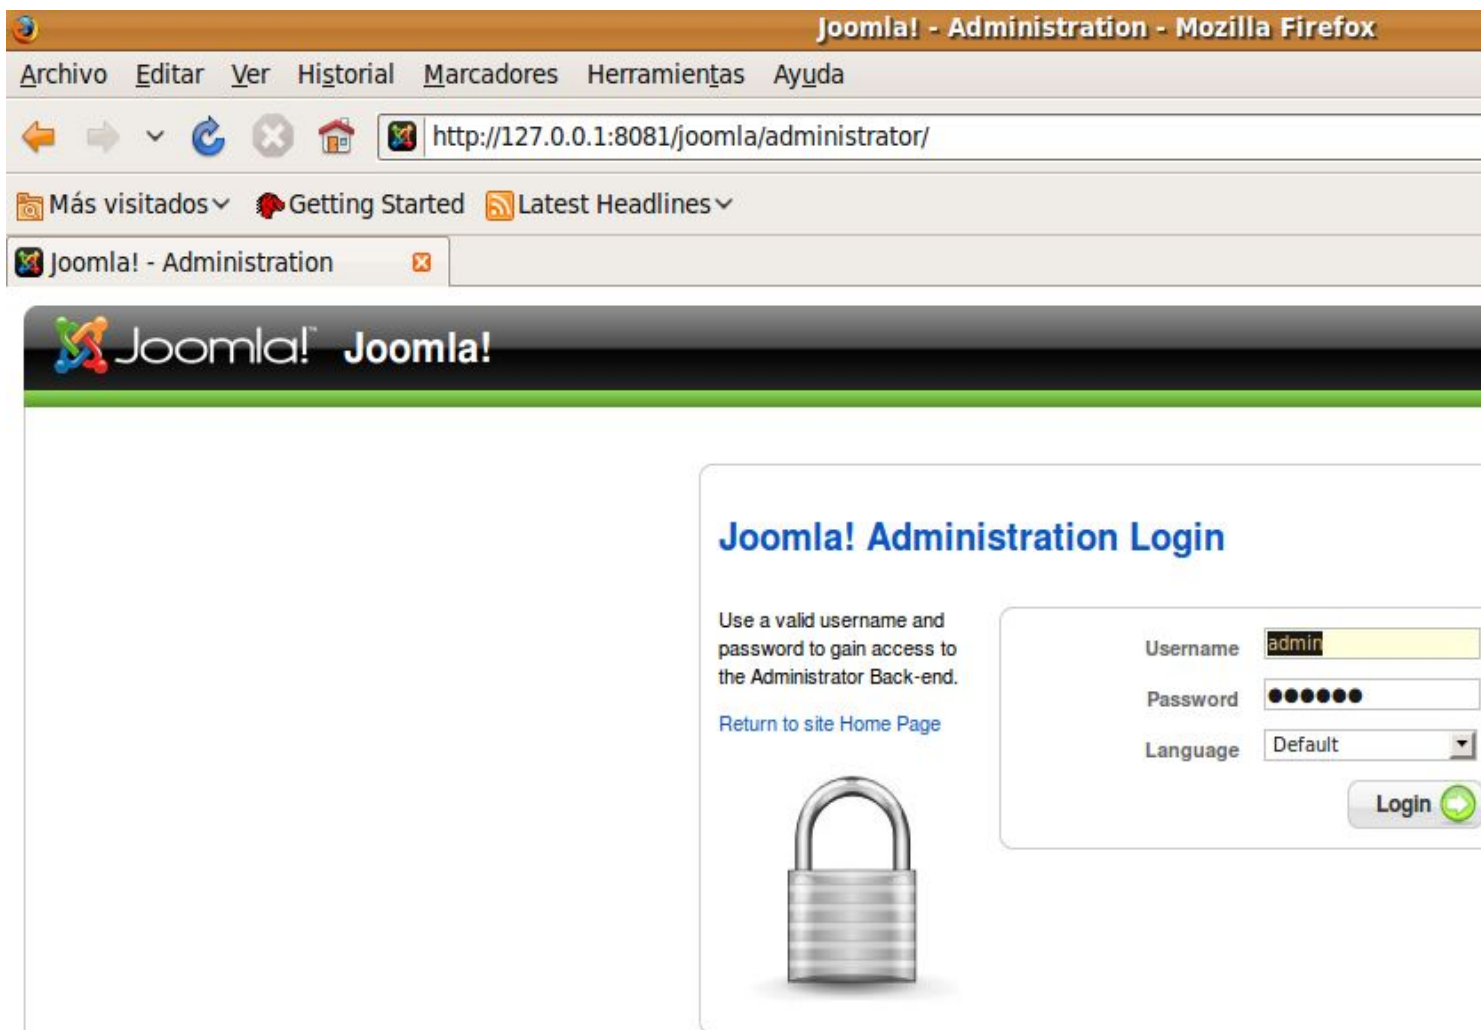 Joomla! - Administration - Mozilla Firefox
Archivo Editar Ver Historial Marcadores Herramientas Ayuda
http://127.0.0.1:8081/joomla/administrator/
Más visitados Getting Started Latest Headlines
Joomla! - Administration
Joomla!™ Joomla!
Joomla! Administration Login
Use a valid username and
password to gain access to
the Administrator Back-end.
Return to site Home Page
Username admin
Password ●●●●●●
Language Default
Login